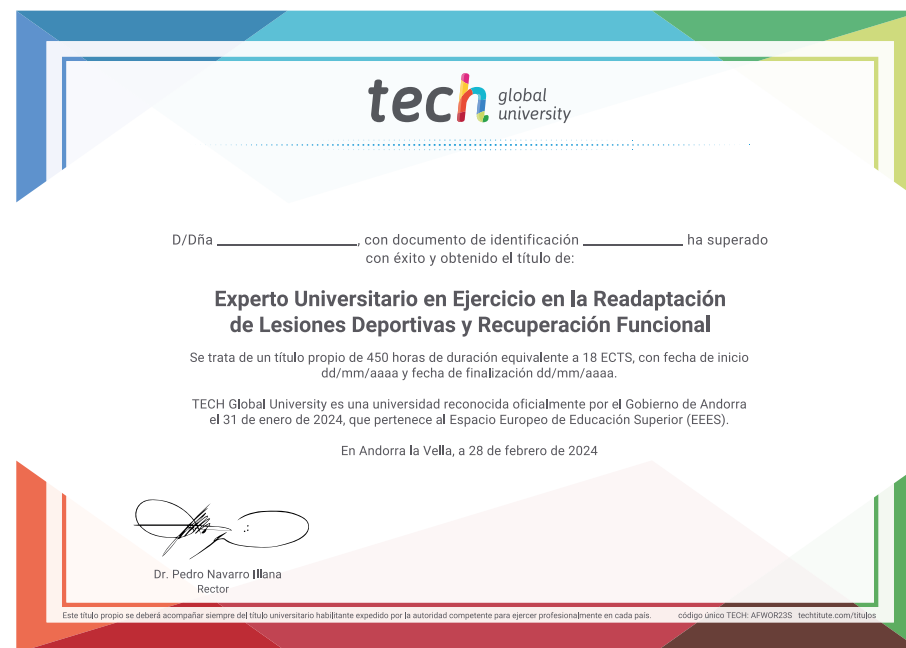 tech global university
D/Dña ________________, con documento de identificación ____________ ha superado
con éxito y obtenido el título de:
Experto Universitario en Ejercicio en la Readaptación
de Lesiones Deportivas y Recuperación Funcional
Se trata de un título propio de 450 horas de duración equivalente a 18 ECTS, con fecha de inicio
dd/mm/aaaa y fecha de finalización dd/mm/aaaa.
TECH Global University es una universidad reconocida oficialmente por el Gobierno de Andorra
el 31 de enero de 2024, que pertenece al Espacio Europeo de Educación Superior (EEES).
En Andorra la Vella, a 28 de febrero de 2024
Dr. Pedro Navarro Illana
Rector
Este título propio se deberá acompañar siempre del título universitario habilitante expedido por la autoridad competente para ejercer profesionalmente en cada país. código único TECH: AFWOR23S techtitute.com/titulos